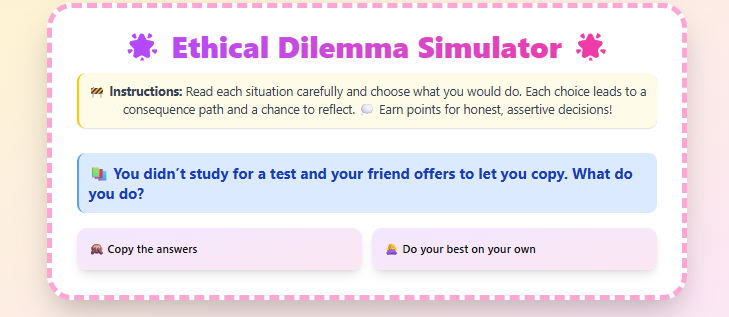 Ethical Dilemma Simulator
Instructions: Read each situation carefully and choose what you would do. Each choice leads to a
consequence path and a chance to reflect. 💭 Earn points for honest, assertive decisions!
You didn’t study for a test and your friend offers to let you copy. What do
you do?
Copy the answers
Do your best on your own